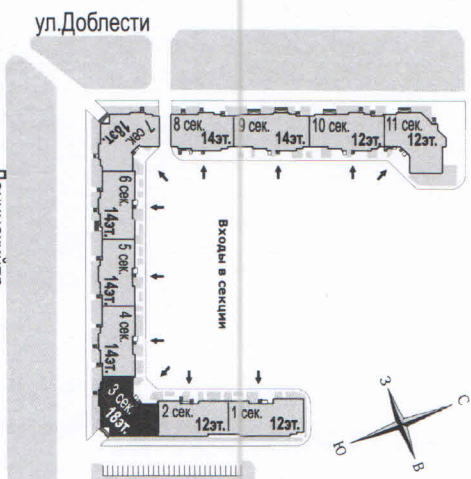 ул.Доблести
7 сек.
18эт.
8 сек.
14эт.
9 сек.
14эт.
10 сек.
12эт.
11 сек.
12эт.
6 сек.
14эт.
5 сек.
14эт.
4 сек.
14эт.
Входы в секции
3 сек.
18эт.
2 сек.
12эт.
1 сек.
12эт.
З
С
Ю
В